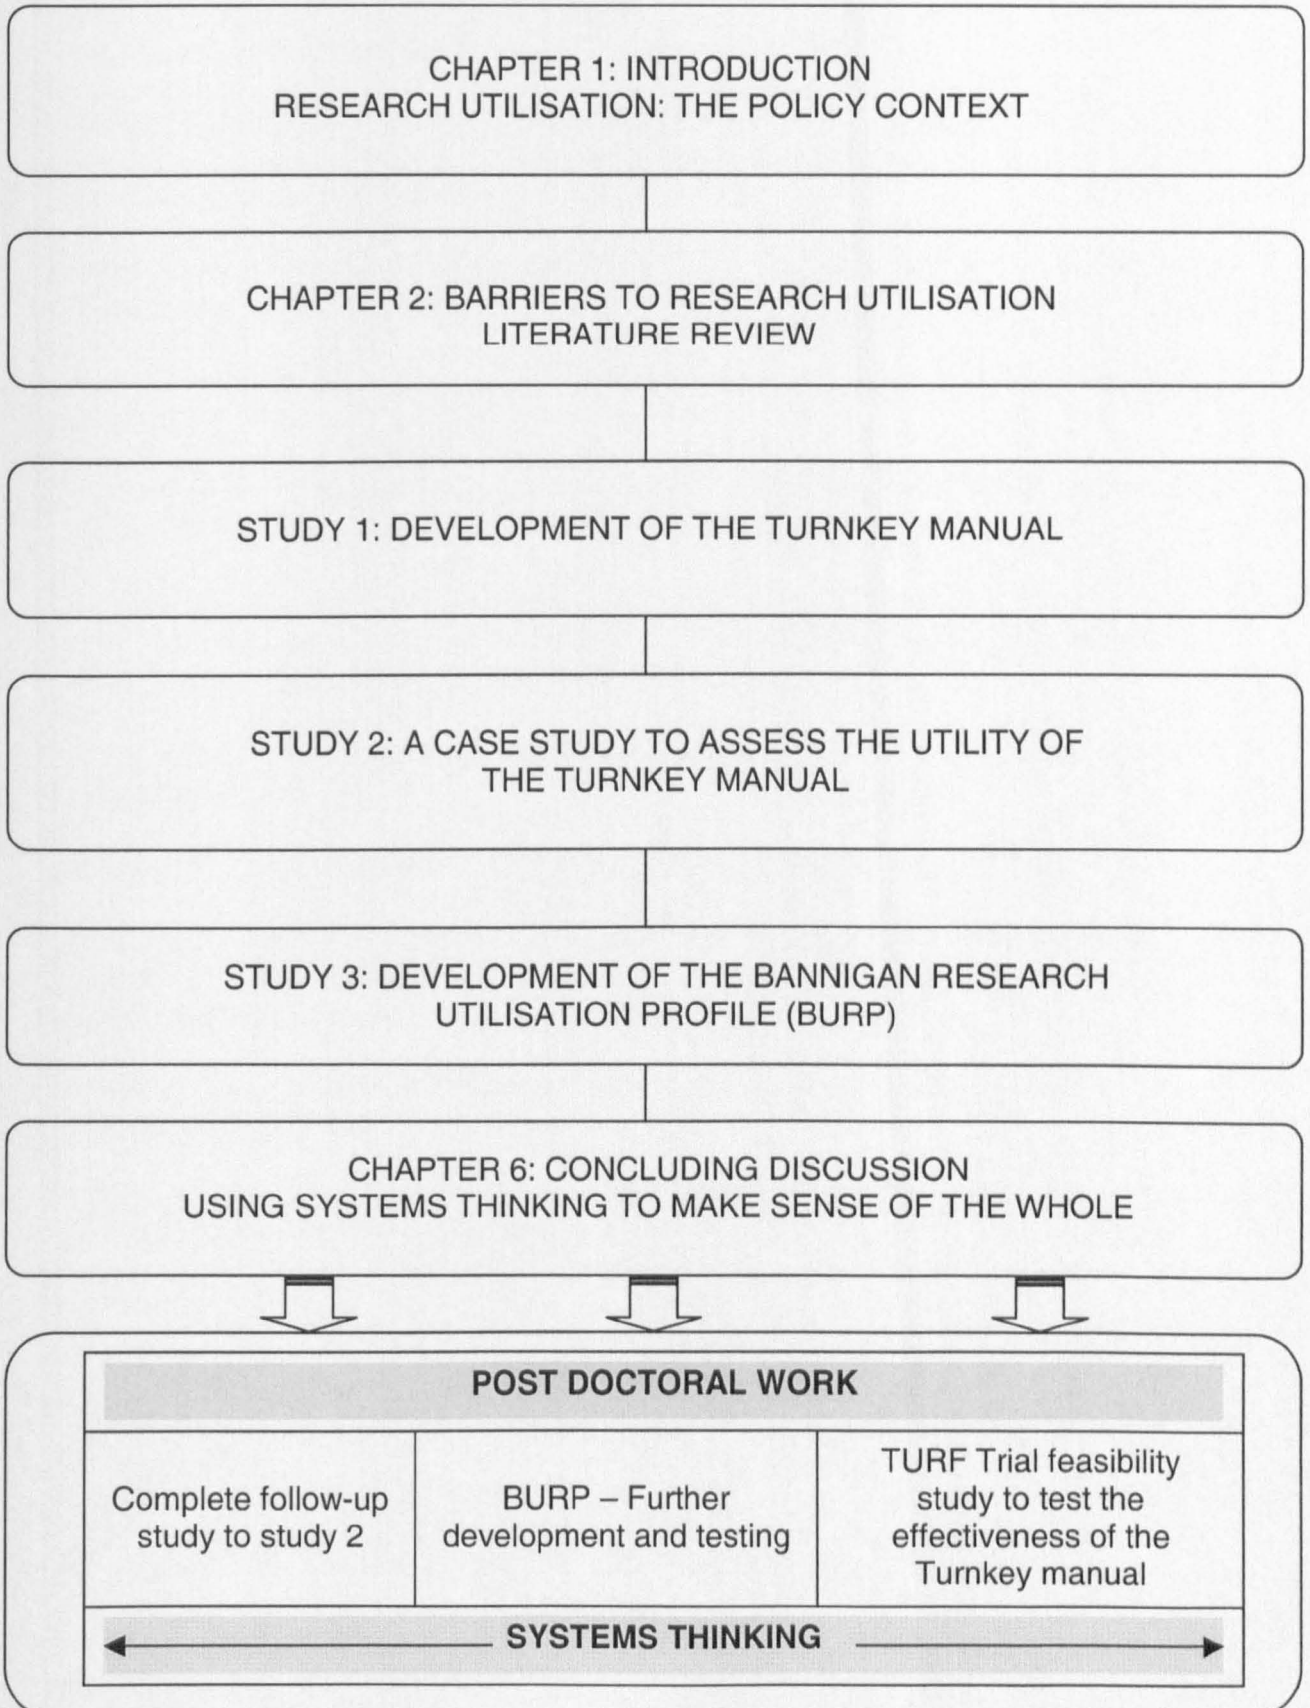 CHAPTER 1: INTRODUCTION
RESEARCH UTILISATION: THE POLICY CONTEXT
CHAPTER 2: BARRIERS TO RESEARCH UTILISATION
LITERATURE REVIEW
STUDY 1: DEVELOPMENT OF THE TURNKEY MANUAL
STUDY 2: A CASE STUDY TO ASSESS THE UTILITY OF
THE TURNKEY MANUAL
STUDY 3: DEVELOPMENT OF THE BANNIGAN RESEARCH
UTILISATION PROFILE (BURP)
CHAPTER 6: CONCLUDING DISCUSSION
USING SYSTEMS THINKING TO MAKE SENSE OF THE WHOLE
POST DOCTORAL WORK
Complete follow-up
study to study 2
BURP – Further
development and testing
TURF Trial feasibility
study to test the
effectiveness of the
Turnkey manual
SYSTEMS THINKING